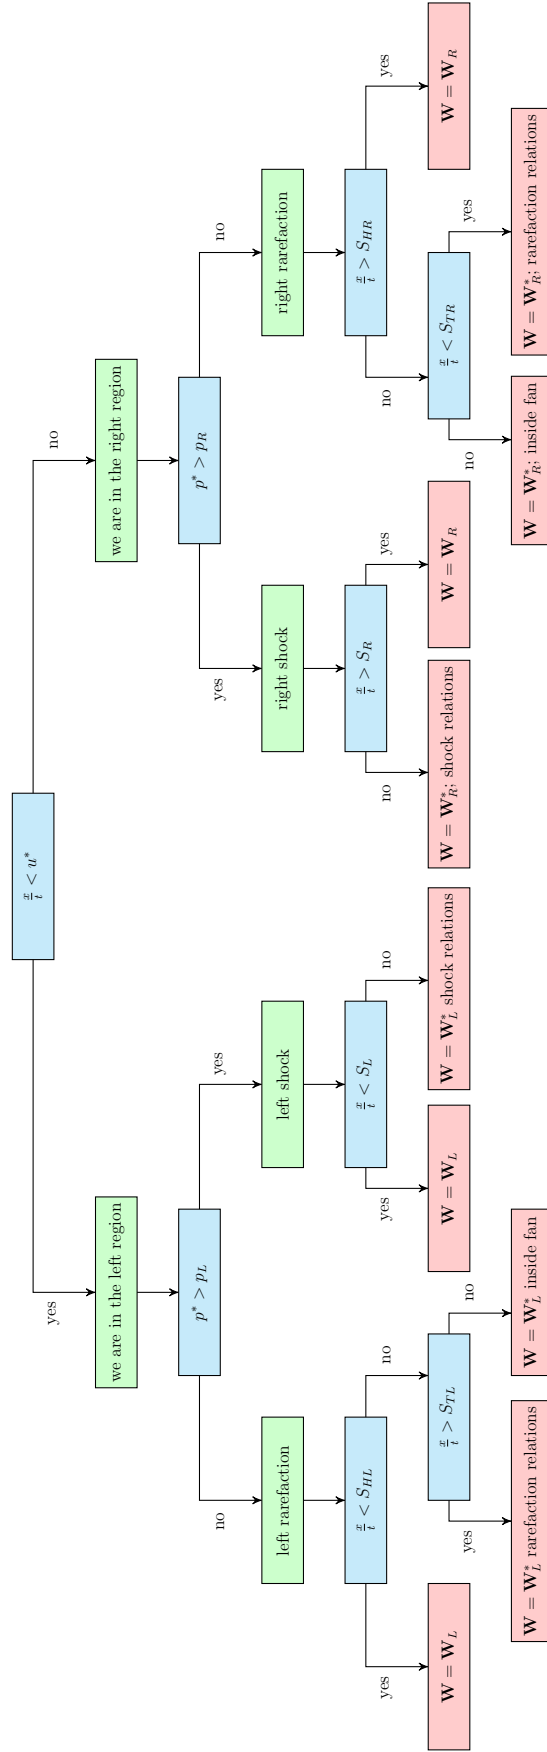 x/t < u*
yes
no
we are in the left region
we are in the right region
p* > p_L
p* > p_R
no
yes
yes
no
left rarefaction
left shock
right shock
right rarefaction
x/t < S_HL
x/t < S_L
x/t > S_R
x/t > S_HR
yes
no
yes
no
no
yes
no
yes
W = W_L
x/t > S_TL
W = W_L
W = W*_L shock relations
W = W*_R; shock relations
W = W_R
x/t < S_TR
W = W_R
yes
no
no
yes
W = W*_L rarefaction relations
W = W*_L inside fan
W = W*_R; inside fan
W = W*_R; rarefaction relations